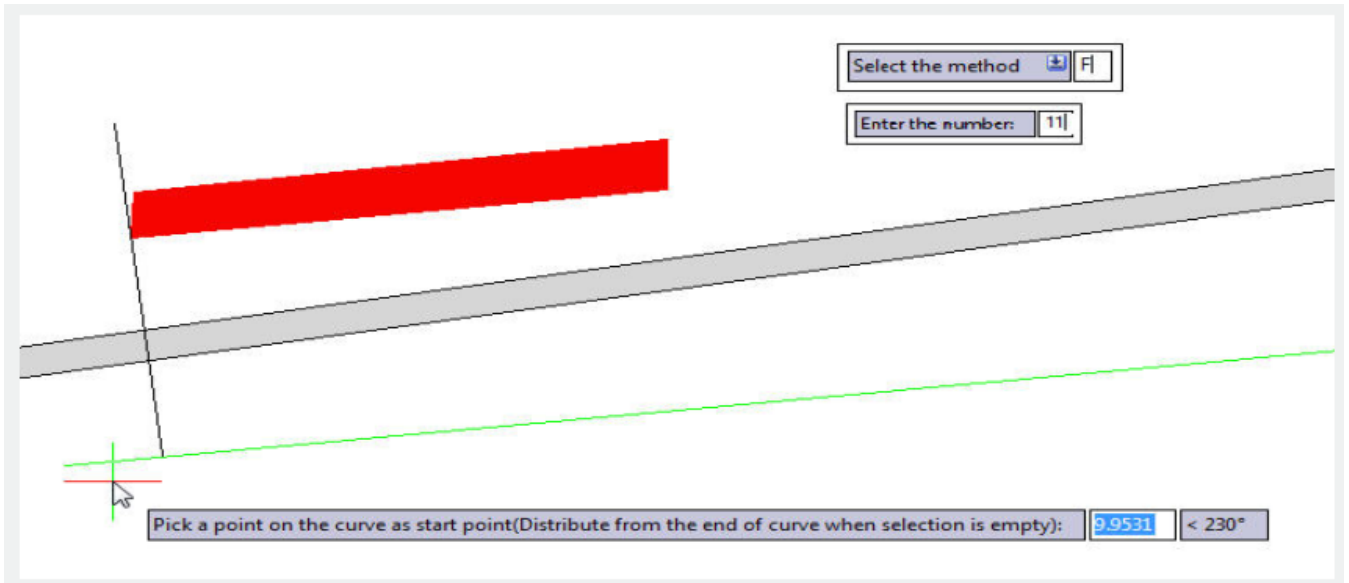 Select the method F
Enter the number: 11
Pick a point on the curve as start point(Distribute from the end of curve when selection is empty): 9.9531 < 230°